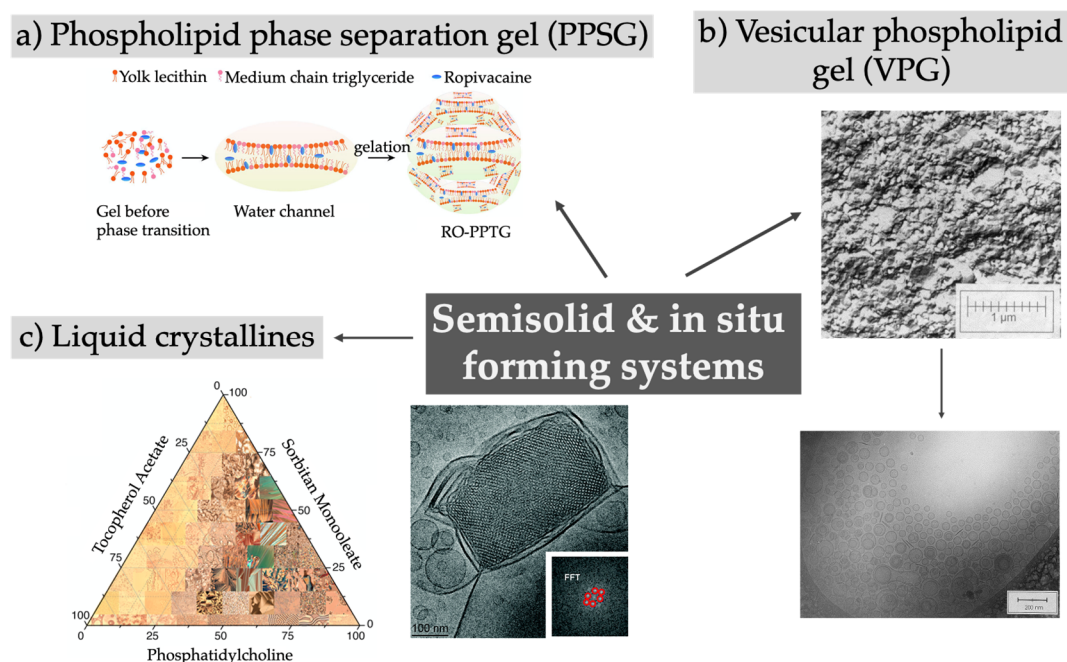 a) Phospholipid phase separation gel (PPSG)
Yolk lecithin Medium chain triglyceride Ropivacaine
gelation
Gel before
phase transition
Water channel
RO-PPTG
b) Vesicular phospholipid
gel (VPG)
1 µm
Semisolid & in situ
forming systems
c) Liquid crystallines
0
100
25
75
50
50
75
25
100
0
0
25
50
75
100
Tocopherol Acetate
Sorbitan Monooleate
Phosphatidylcholine
FFT
100 nm
200 nm